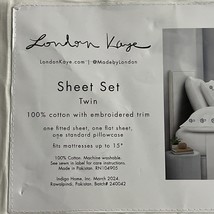 London Kaye
LondonKaye.com | @MadebyLondon
Sheet Set
Twin
100% cotton with embroidered trim
one fitted sheet, one flat sheet,
one standard pillowcase
fits mattresses up to 15"
100% Cotton. Machine washable.
See sewn in label for care instructions.
Made in Pakistan. RN104905
Indigo Home, Inc. March 2024
Rawalpindi, Pakistan. Batch# 240042